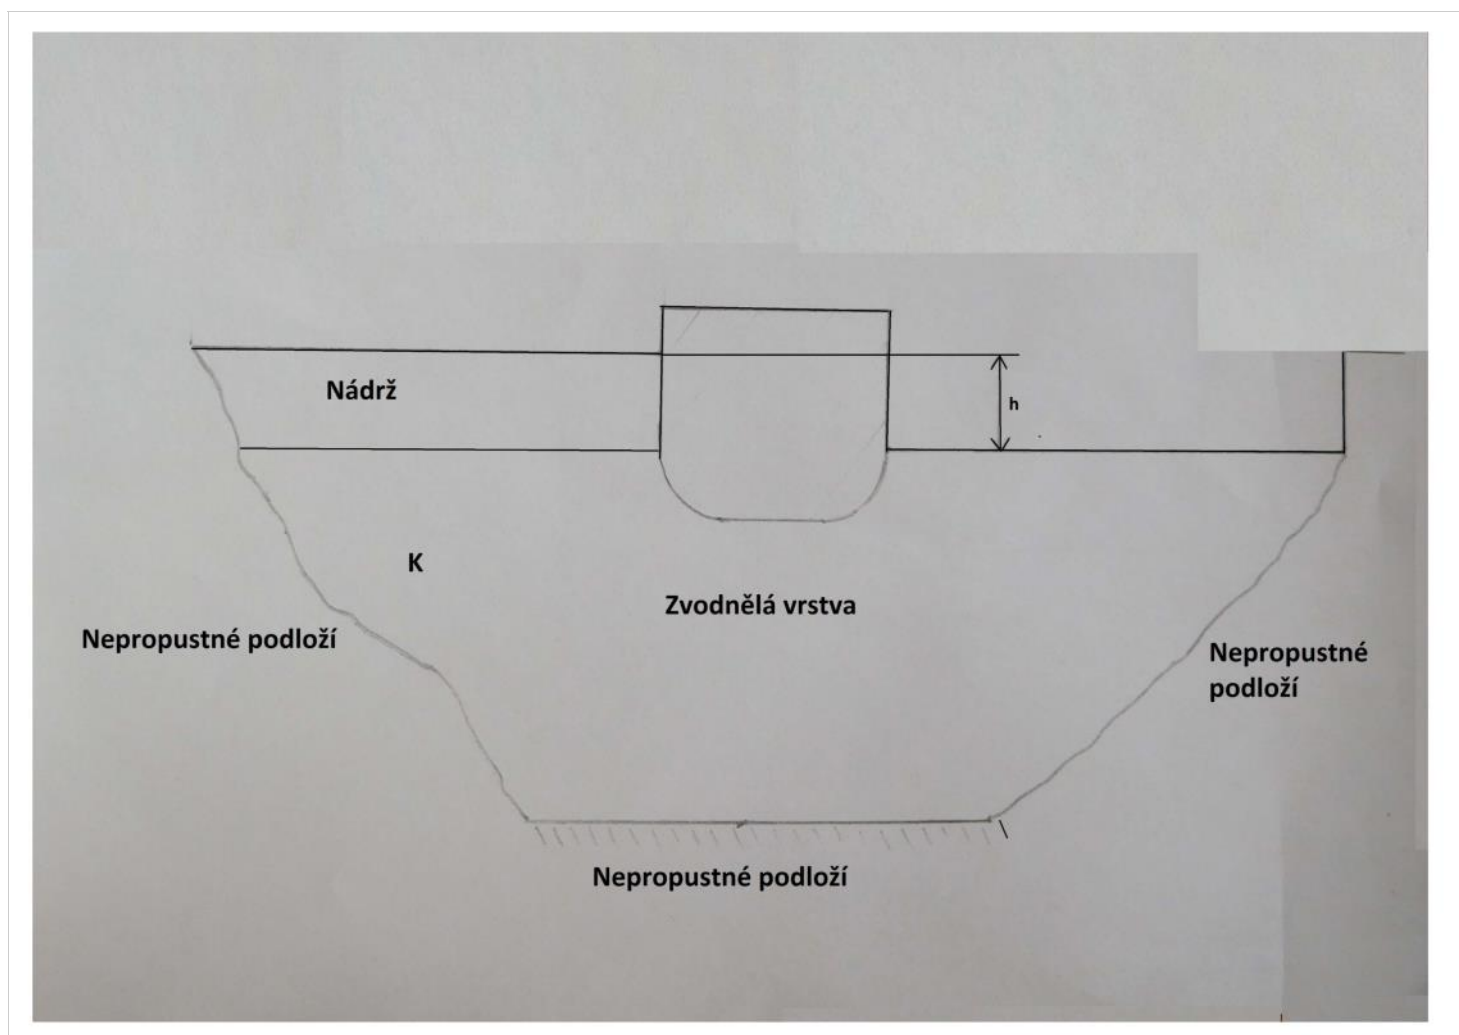 Nádrž
h
K
Zvodnělá vrstva
Nepropustné podloží
Nepropustné
podloží
Nepropustné podloží